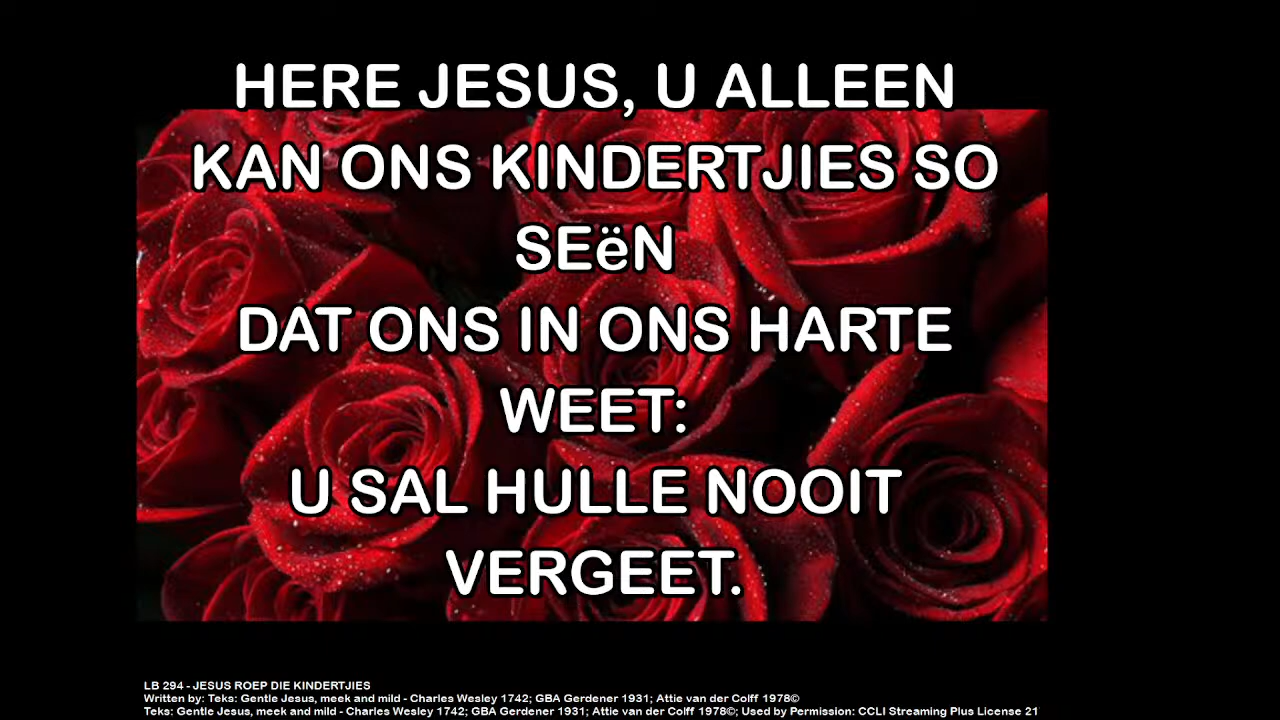 HERE JESUS, U ALLEEN
KAN ONS KINDERTJIES SO
SEëN
DAT ONS IN ONS HARTE
WEET:
U SAL HULLE NOOIT
VERGEET.
LB 294 - JESUS ROEP DIE KINDERTJIES
Written by: Teks: Gentle Jesus, meek and mild - Charles Wesley 1742; GBA Gerdener 1931; Attie van der Colff 1978©
Teks: Gentle Jesus, meek and mild - Charles Wesley 1742; GBA Gerdener 1931; Attie van der Colff 1978©; Used by Permission: CCLI Streaming Plus License 21